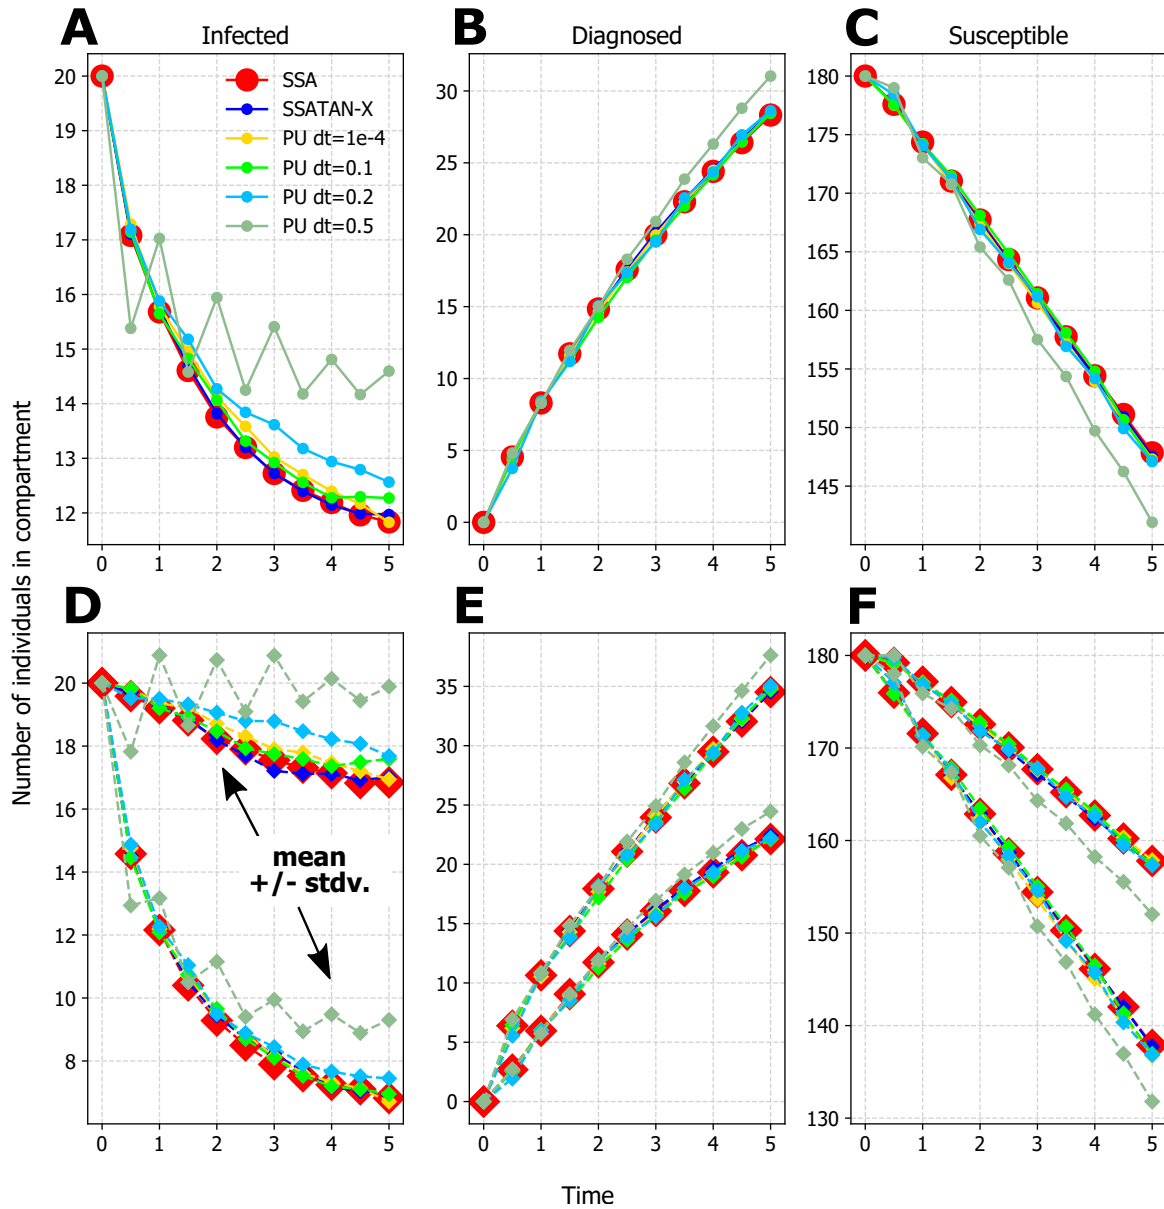 A
Infected
B
Diagnosed
C
Susceptible
SSA
SSATAN-X
PU dt=1e-4
PU dt=0.1
PU dt=0.2
PU dt=0.5
20
19
18
17
16
15
14
13
12
0 1 2 3 4 5
30
25
20
15
10
5
0
0 1 2 3 4 5
180
175
170
165
160
155
150
145
0 1 2 3 4 5
Number of individuals in compartment
D
E
F
20
18
16
14
12
10
8
0 1 2 3 4 5
mean
+/- stdv.
35
30
25
20
15
10
5
0
0 1 2 3 4 5
180
170
160
150
140
130
0 1 2 3 4 5
Time